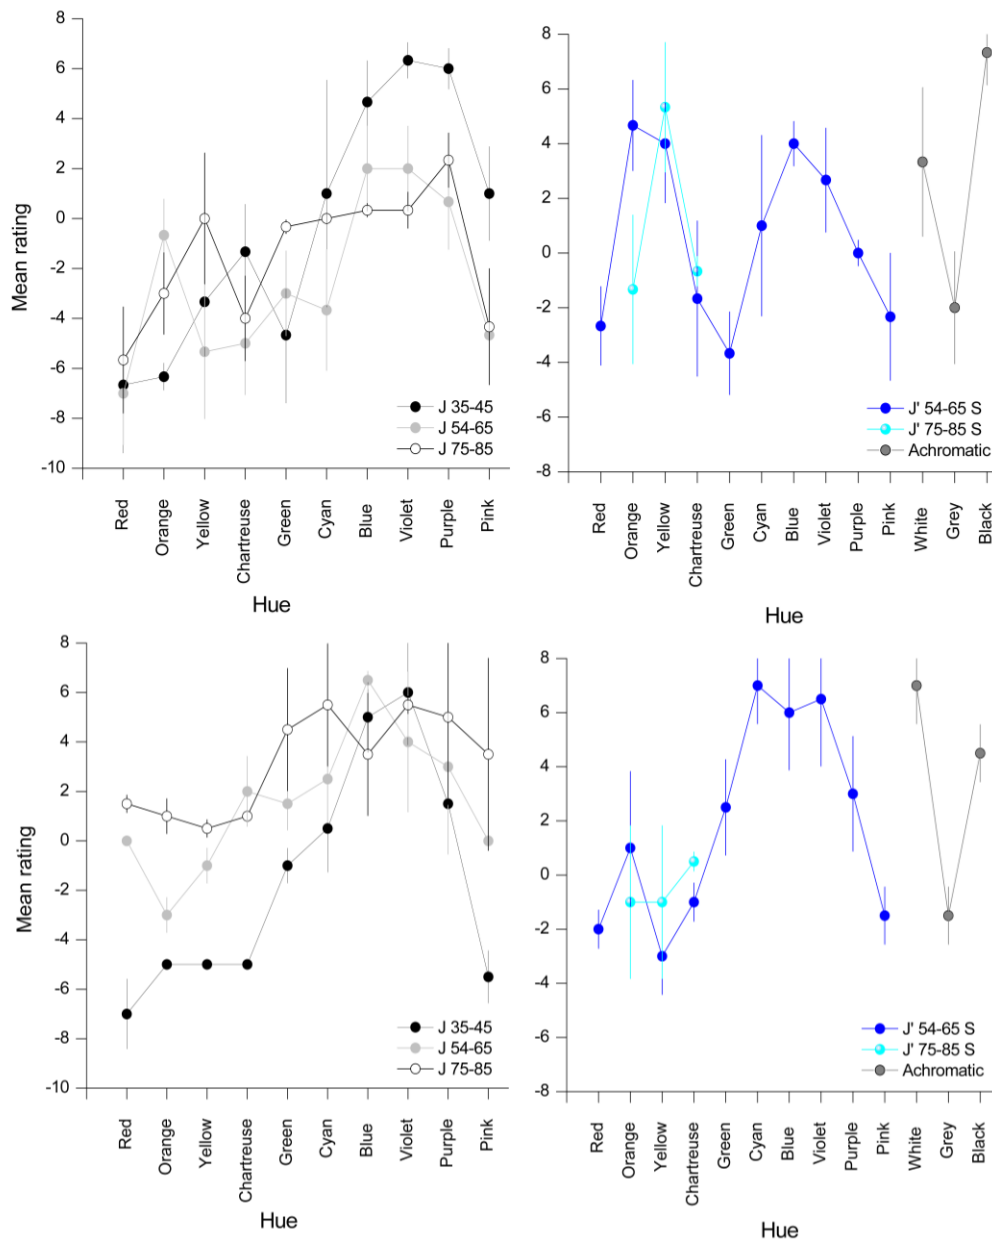 8
6
4
2
0
-2
-4
-6
-8
-10
Mean rating
J 35-45
J 54-65
J 75-85
Red
Orange
Yellow
Chartreuse
Green
Cyan
Blue
Violet
Purple
Pink
Hue
8
6
4
2
0
-2
-4
-6
-8
J' 54-65 S
J' 75-85 S
Achromatic
Red
Orange
Yellow
Chartreuse
Green
Cyan
Blue
Violet
Purple
Pink
White
Grey
Black
Hue
8
6
4
2
0
-2
-4
-6
-8
-10
Mean rating
J 35-45
J 54-65
J 75-85
Red
Orange
Yellow
Chartreuse
Green
Cyan
Blue
Violet
Purple
Pink
Hue
8
6
4
2
0
-2
-4
-6
-8
J' 54-65 S
J' 75-85 S
Achromatic
Red
Orange
Yellow
Chartreuse
Green
Cyan
Blue
Violet
Purple
Pink
White
Grey
Black
Hue